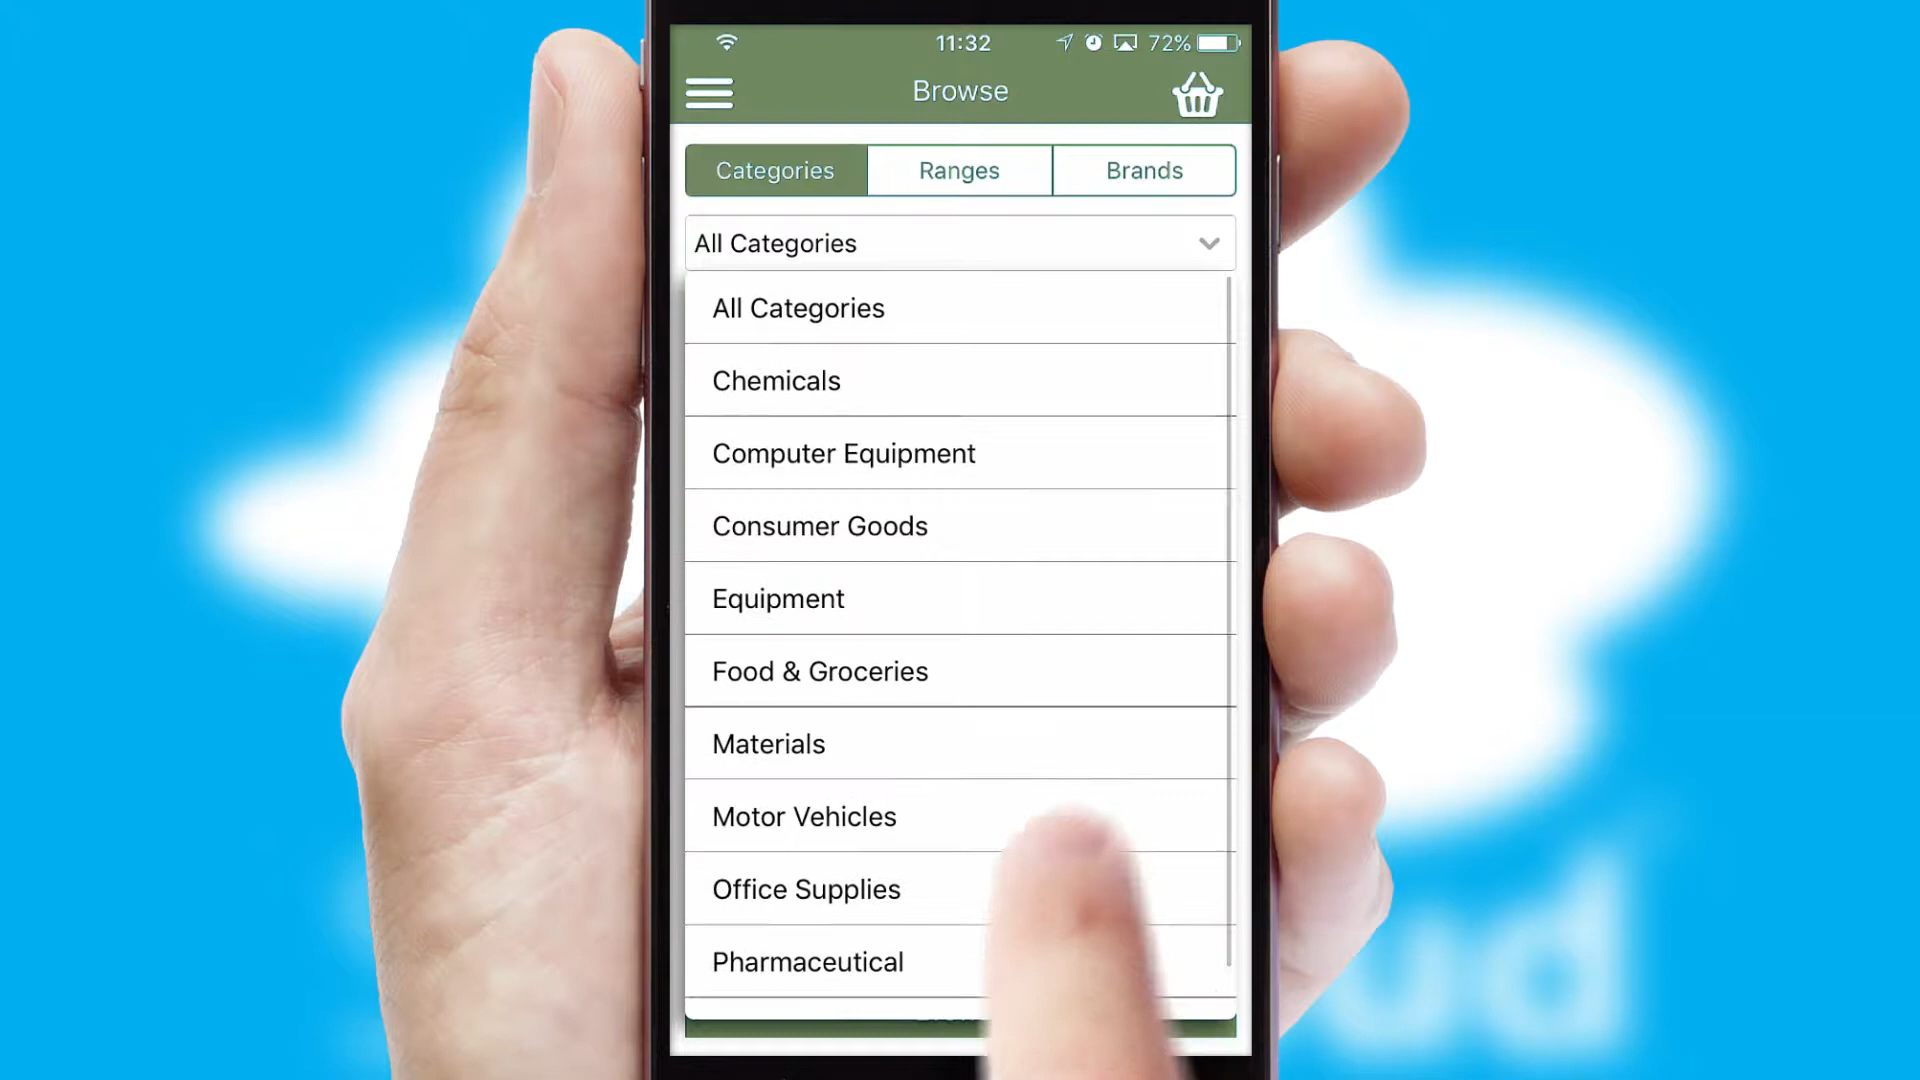 11:32
72%
Browse
Categories Ranges Brands
All Categories
All Categories
Chemicals
Computer Equipment
Consumer Goods
Equipment
Food & Groceries
Materials
Motor Vehicles
Office Supplies
Pharmaceutical